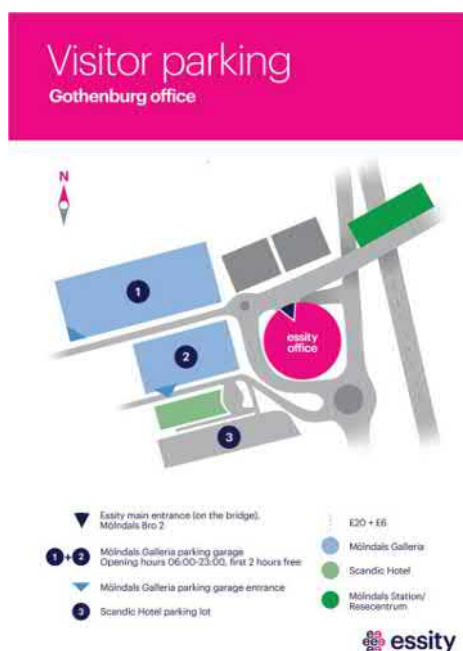 Visitor parking
Gothenburg office
N
1
essity
office
2
3
Essity main entrance (on the bridge),
Mölndals Bro 2
1+2 Mölndals Galleria parking garage
Opening hours 06:00-23:00, first 2 hours free
Mölndals Galleria parking garage entrance
3 Scandic Hotel parking lot
E20 + E6
Mölndals Galleria
Scandic Hotel
Mölndals Station/
Resecentrum
essity